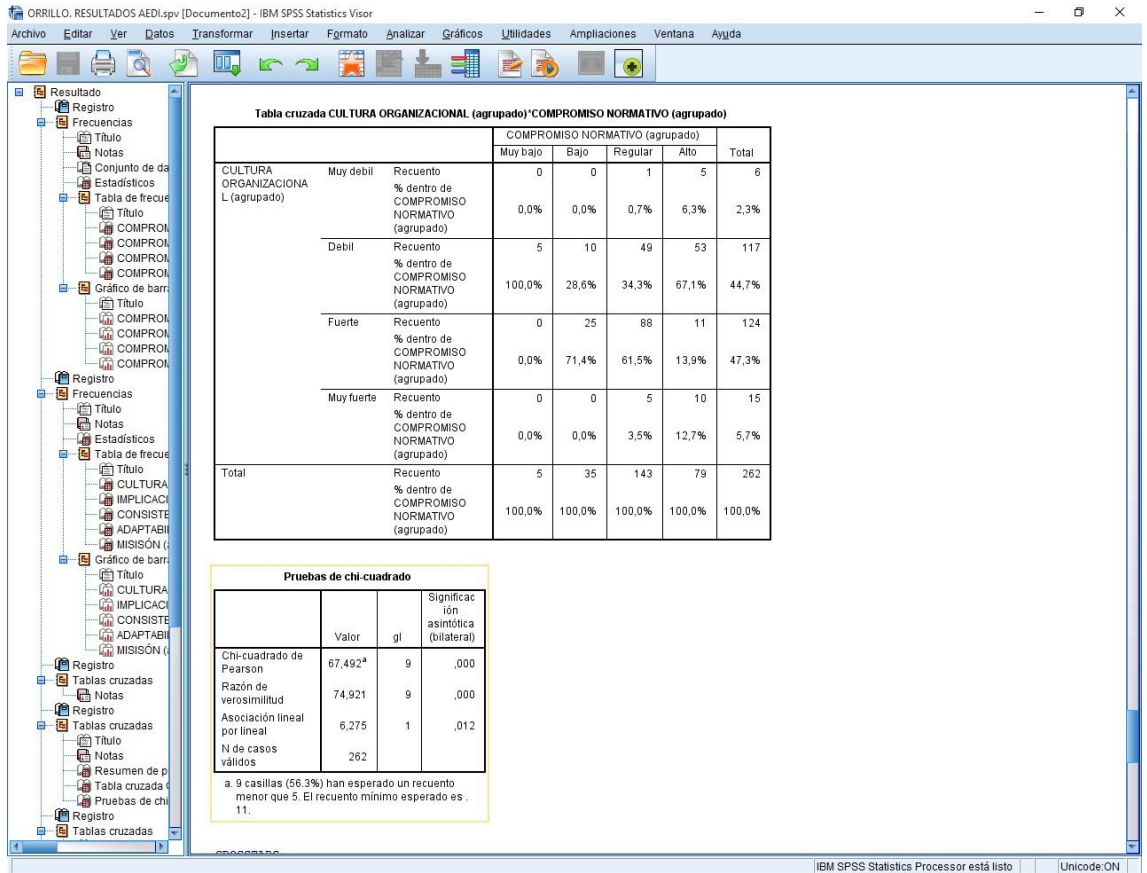 ORRILLO. RESULTADOS AEDI.spv [Documento2] - IBM SPSS Statistics Visor
Archivo Editar Ver Datos Transformar Insertar Formato Analizar Gráficos Utilidades Ampliaciones Ventana Ayuda
Resultado
Registro
Frecuencias
Título
Notas
Conjunto de da
Estadísticos
Tabla de frecue
Título
COMPROM
COMPROM
COMPROM
COMPROM
Gráfico de barra
Título
COMPROM
COMPROM
COMPROM
COMPROM
Registro
Frecuencias
Título
Notas
Estadísticos
Tabla de frecue
Título
CULTURA
IMPLICACI
CONSISTE
ADAPTABIL
MISISÓN (a
Gráfico de barra
Título
CULTURA
IMPLICACI
CONSISTE
ADAPTABIL
MISISÓN (a
Registro
Tablas cruzadas
Notas
Registro
Tablas cruzadas
Título
Notas
Resumen de p
Tabla cruzada
Pruebas de chi
Registro
Tablas cruzadas
Tabla cruzada CULTURA ORGANIZACIONAL (agrupado)*COMPROMISO NORMATIVO (agrupado)
COMPROMISO NORMATIVO (agrupado)
Muy bajo Bajo Regular Alto Total
CULTURA
ORGANIZACIONA
L (agrupado)
Muy debil Recuento 0 0 1 5 6
% dentro de
COMPROMISO
NORMATIVO
(agrupado)
0,0% 0,0% 0,7% 6,3% 2,3%
Debil Recuento 5 10 49 53 117
% dentro de
COMPROMISO
NORMATIVO
(agrupado)
100,0% 28,6% 34,3% 67,1% 44,7%
Fuerte Recuento 0 25 88 11 124
% dentro de
COMPROMISO
NORMATIVO
(agrupado)
0,0% 71,4% 61,5% 13,9% 47,3%
Muy fuerte Recuento 0 0 5 10 15
% dentro de
COMPROMISO
NORMATIVO
(agrupado)
0,0% 0,0% 3,5% 12,7% 5,7%
Total Recuento 5 35 143 79 262
% dentro de
COMPROMISO
NORMATIVO
(agrupado)
100,0% 100,0% 100,0% 100,0% 100,0%
Pruebas de chi-cuadrado
Valor gl Significac
ión
asintótica
(bilateral)
Chi-cuadrado de
Pearson 67,492ª 9 ,000
Razón de
verosimilitud 74,921 9 ,000
Asociación lineal
por lineal 6,275 1 ,012
N de casos
válidos 262
a. 9 casillas (56.3%) han esperado un recuento
menor que 5. El recuento mínimo esperado es .
11.
IBM SPSS Statistics Processor está listo Unicode:ON